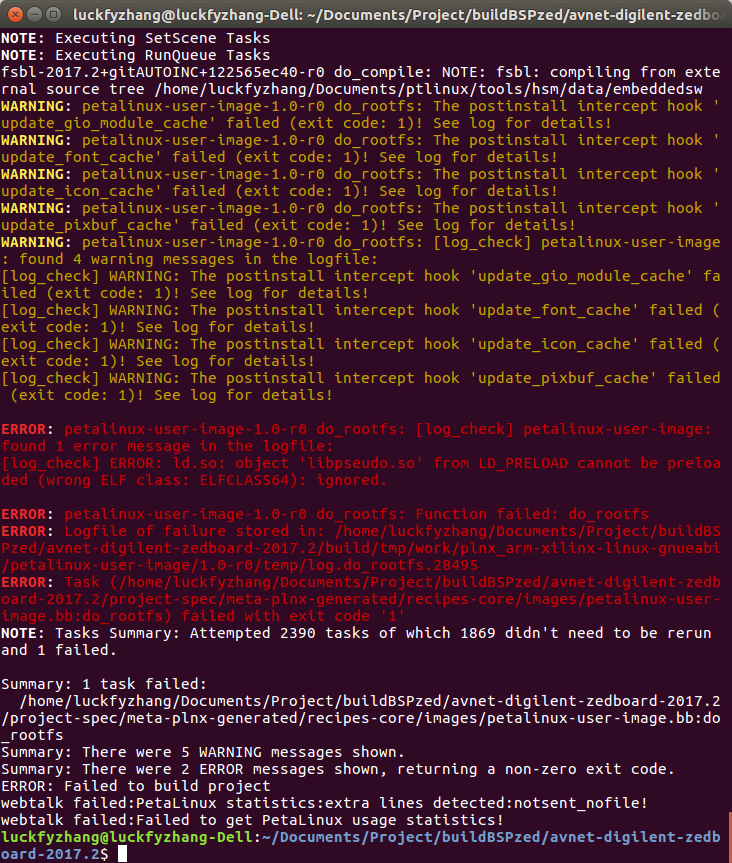 luckfyzhang@luckfyzhang-Dell: ~/Documents/Project/buildBSPzed/avnet-digilent-zedboa
NOTE: Executing SetScene Tasks
NOTE: Executing RunQueue Tasks
fsbl-2017.2+gitAUTOINC+122565ec40-r0 do_compile: NOTE: fsbl: compiling from exte
rnal source tree /home/luckfyzhang/Documents/ptlinux/tools/hsm/data/embeddedsw
WARNING: petalinux-user-image-1.0-r0 do_rootfs: The postinstall intercept hook '
update_gio_module_cache' failed (exit code: 1)! See log for details!
WARNING: petalinux-user-image-1.0-r0 do_rootfs: The postinstall intercept hook '
update_font_cache' failed (exit code: 1)! See log for details!
WARNING: petalinux-user-image-1.0-r0 do_rootfs: The postinstall intercept hook '
update_icon_cache' failed (exit code: 1)! See log for details!
WARNING: petalinux-user-image-1.0-r0 do_rootfs: The postinstall intercept hook '
update_pixbuf_cache' failed (exit code: 1)! See log for details!
WARNING: petalinux-user-image-1.0-r0 do_rootfs: [log_check] petalinux-user-image
: found 4 warning messages in the logfile:
[log_check] WARNING: The postinstall intercept hook 'update_gio_module_cache' fa
iled (exit code: 1)! See log for details!
[log_check] WARNING: The postinstall intercept hook 'update_font_cache' failed (
exit code: 1)! See log for details!
[log_check] WARNING: The postinstall intercept hook 'update_icon_cache' failed (
exit code: 1)! See log for details!
[log_check] WARNING: The postinstall intercept hook 'update_pixbuf_cache' failed
 (exit code: 1)! See log for details!
ERROR: petalinux-user-image-1.0-r0 do_rootfs: [log_check] petalinux-user-image:
found 1 error message in the logfile:
[log_check] ERROR: ld.so: object 'libpseudo.so' from LD_PRELOAD cannot be preloa
ded (wrong ELF class: ELFCLASS64): ignored.
ERROR: petalinux-user-image-1.0-r0 do_rootfs: Function failed: do_rootfs
ERROR: Logfile of failure stored in: /home/luckfyzhang/Documents/Project/buildBS
Pzed/avnet-digilent-zedboard-2017.2/build/tmp/work/plnx_arm-xilinx-linux-gnueabi
/petalinux-user-image/1.0-r0/temp/log.do_rootfs.28495
ERROR: Task (/home/luckfyzhang/Documents/Project/buildBSPzed/avnet-digilent-zedb
oard-2017.2/project-spec/meta-plnx-generated/recipes-core/images/petalinux-user-
image.bb:do_rootfs) failed with exit code '1'
NOTE: Tasks Summary: Attempted 2390 tasks of which 1869 didn't need to be rerun
and 1 failed.
Summary: 1 task failed:
  /home/luckfyzhang/Documents/Project/buildBSPzed/avnet-digilent-zedboard-2017.2
/project-spec/meta-plnx-generated/recipes-core/images/petalinux-user-image.bb:do
_rootfs
Summary: There were 5 WARNING messages shown.
Summary: There were 2 ERROR messages shown, returning a non-zero exit code.
ERROR: Failed to build project
webtalk failed:PetaLinux statistics:extra lines detected:notsent_nofile!
webtalk failed:Failed to get PetaLinux usage statistics!
luckfyzhang@luckfyzhang-Dell:~/Documents/Project/buildBSPzed/avnet-digilent-zedb
oard-2017.2$